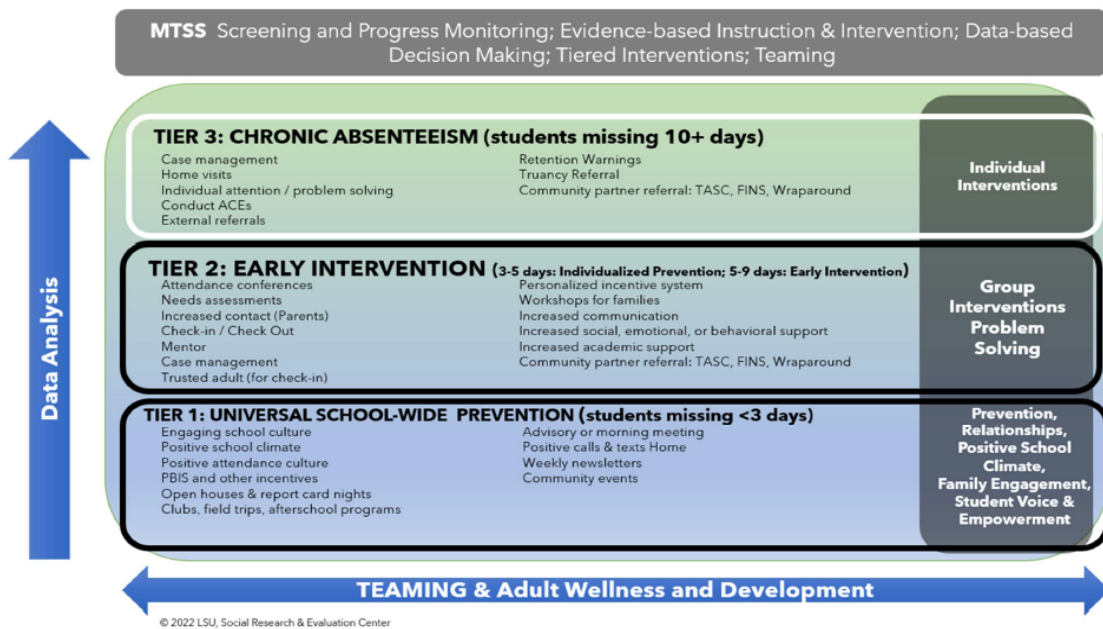 MTSS Screening and Progress Monitoring; Evidence-based Instruction & Intervention; Data-based
Decision Making; Tiered Interventions; Teaming
Data Analysis
TIER 3: CHRONIC ABSENTEEISM (students missing 10+ days)
Case management
Home visits
Individual attention / problem solving
Conduct ACEs
External referrals
Retention Warnings
Truancy Referral
Community partner referral: TASC, FINS, Wraparound
Individual
Interventions
TIER 2: EARLY INTERVENTION (3-5 days: Individualized Prevention; 5-9 days: Early Intervention)
Attendance conferences
Needs assessments
Increased contact (Parents)
Check-in / Check Out
Mentor
Case management
Trusted adult (for check-in)
Personalized incentive system
Workshops for families
Increased communication
Increased social, emotional, or behavioral support
Increased academic support
Community partner referral: TASC, FINS, Wraparound
Group
Interventions
Problem
Solving
TIER 1: UNIVERSAL SCHOOL-WIDE PREVENTION (students missing <3 days)
Engaging school culture
Positive school climate
Positive attendance culture
PBIS and other incentives
Open houses & report card nights
Clubs, field trips, afterschool programs
Advisory or morning meeting
Positive calls & texts Home
Weekly newsletters
Community events
Prevention,
Relationships,
Positive School
Climate,
Family Engagement,
Student Voice &
Empowerment
TEAMING & Adult Wellness and Development
© 2022 LSU, Social Research & Evaluation Center